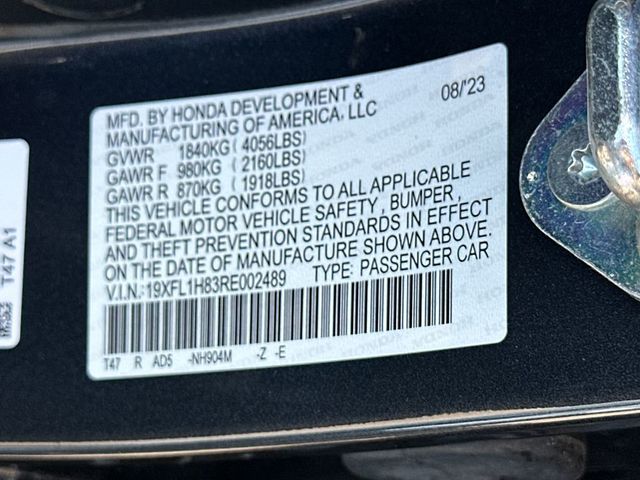 MFD. BY HONDA DEVELOPMENT &
MANUFACTURING OF AMERICA, LLC
08/'23
GVWR 1840KG ( 4056LBS)
GAWR F 980KG ( 2160LBS)
GAWR R 870KG ( 1918LBS)
THIS VEHICLE CONFORMS TO ALL APPLICABLE
FEDERAL MOTOR VEHICLE SAFETY , BUMPER,
AND THEFT PREVENTION STANDARDS IN EFFECT
ON THE DATE OF MANUFACTURE SHOWN ABOVE.
V.I.N.:19XFL1H83RE002489 TYPE: PASSENGER CAR
T47 R AD5 -NH904M -Z -E
T47 A1